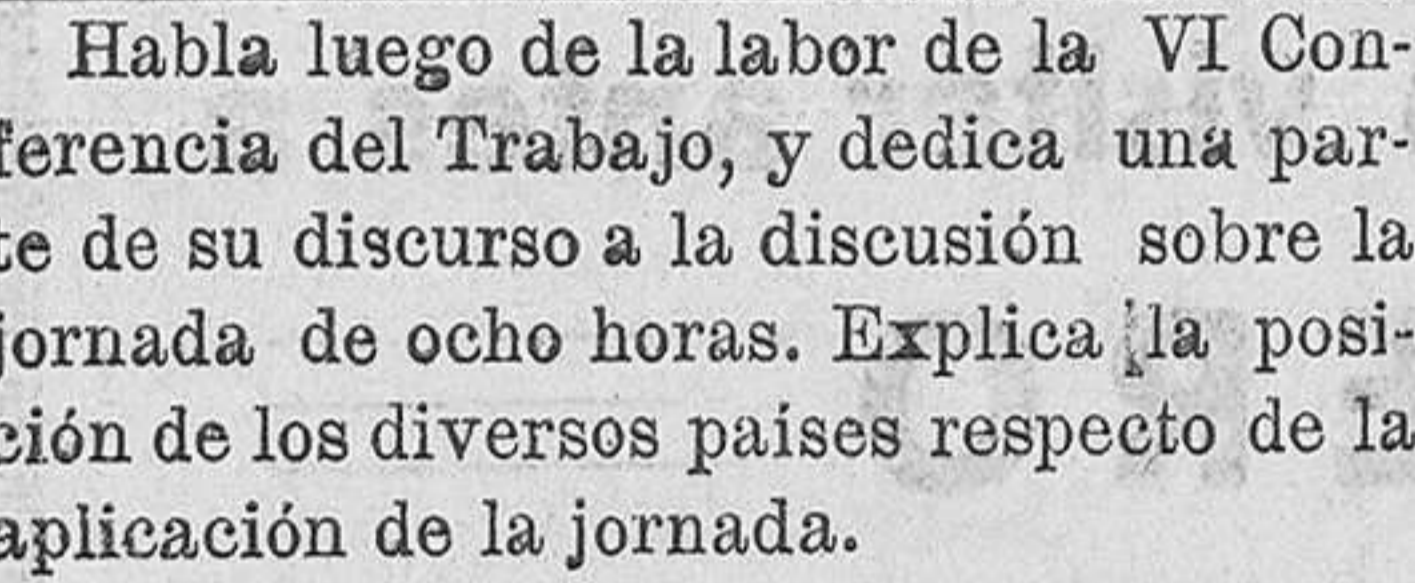 Habla luego de la labor de la VI Con-
ferencia del Trabajo, y dedica una par-
te de su discurso a la discusión sobre la
jornada de ocho horas. Explica la posi-
ción de los diversos países respecto de la
aplicación de la jornada.